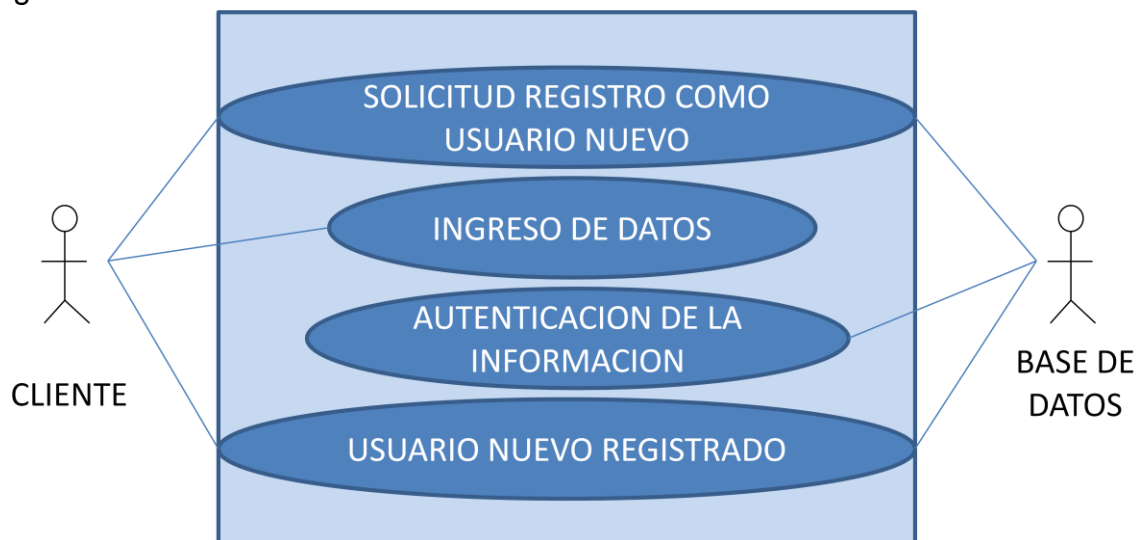 SOLICITUD REGISTRO COMO
USUARIO NUEVO
INGRESO DE DATOS
AUTENTICACION DE LA
INFORMACION
USUARIO NUEVO REGISTRADO
CLIENTE
BASE DE
DATOS